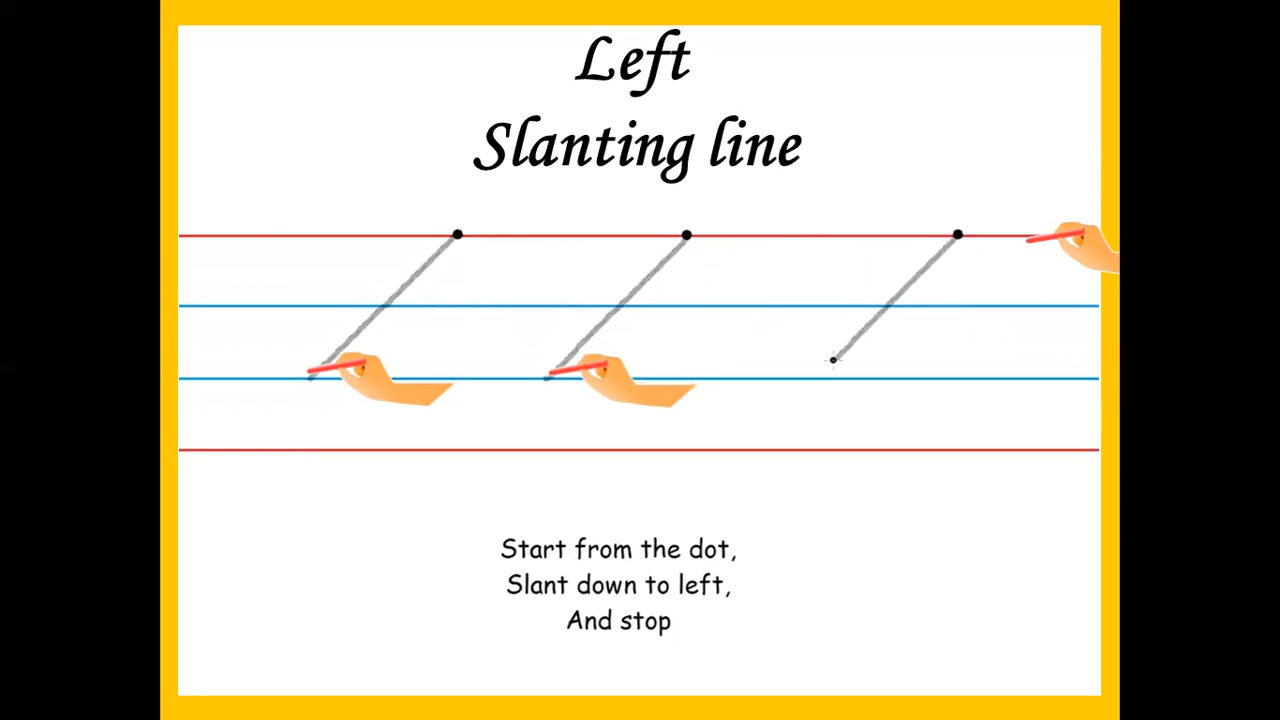 Left
Slanting line
Start from the dot,
Slant down to left,
And stop